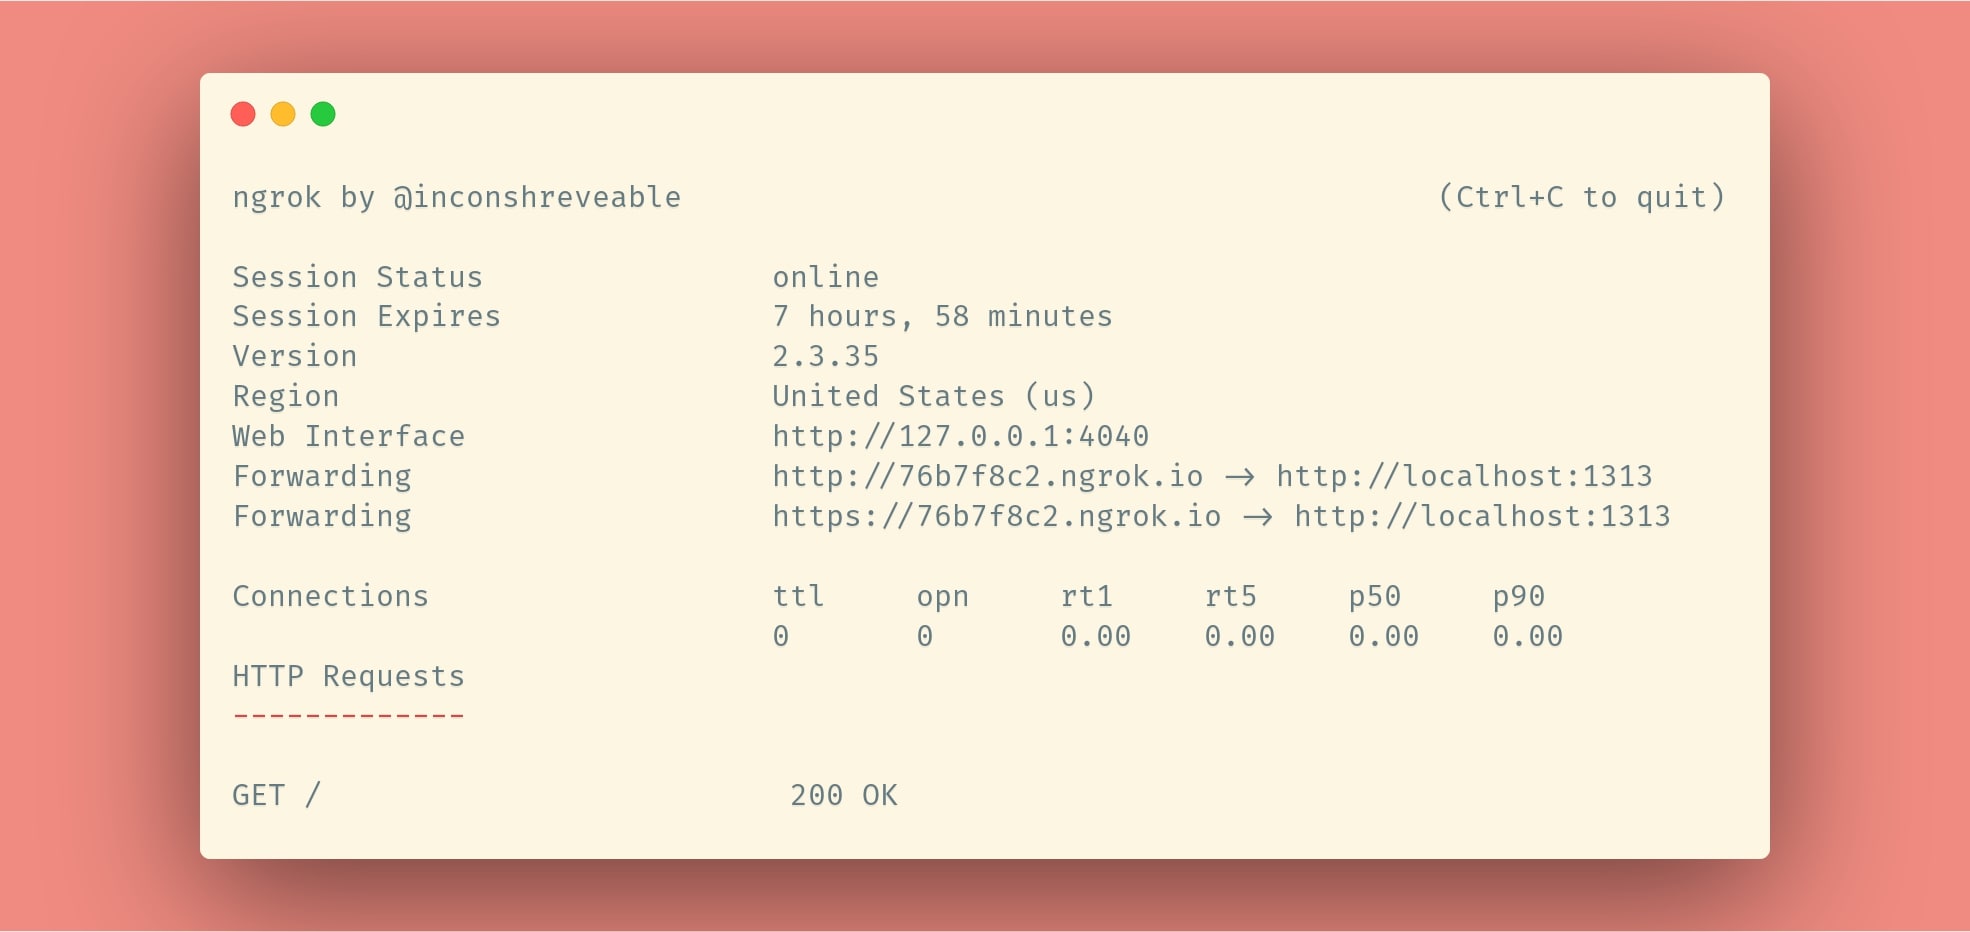 ngrok by @inconshreveable (Ctrl+C to quit)
Session Status online
Session Expires 7 hours, 58 minutes
Version 2.3.35
Region United States (us)
Web Interface http://127.0.0.1:4040
Forwarding http://76b7f8c2.ngrok.io -> http://localhost:1313
Forwarding https://76b7f8c2.ngrok.io -> http://localhost:1313
Connections ttl opn rt1 rt5 p50 p90
0 0 0.00 0.00 0.00 0.00
HTTP Requests
-------------
GET / 200 OK